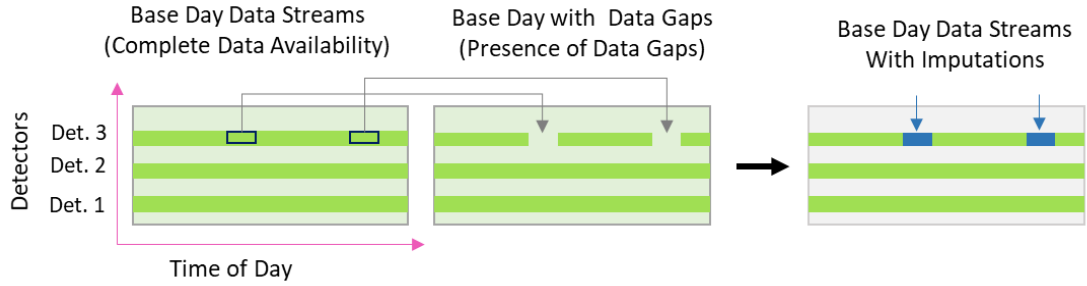 Base Day Data Streams
(Complete Data Availability)
Base Day with Data Gaps
(Presence of Data Gaps)
Base Day Data Streams
With Imputations
Detectors
Det. 3
Det. 2
Det. 1
Time of Day